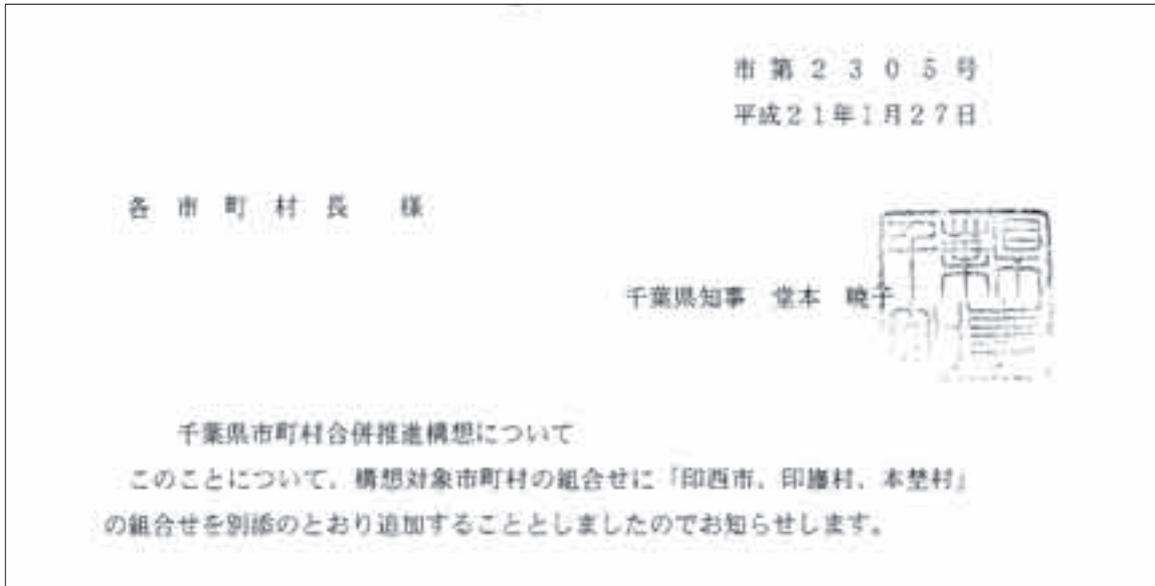 市第２３０５号
平成２１年１月２７日
各市町村長　様
千葉県知事　堂本　暁子
千葉県市町村合併推進構想について
このことについて、構想対象市町村の組合せに「印西市、印旛村、本埜村」
の組合せを別添のとおり追加することとしましたのでお知らせします。